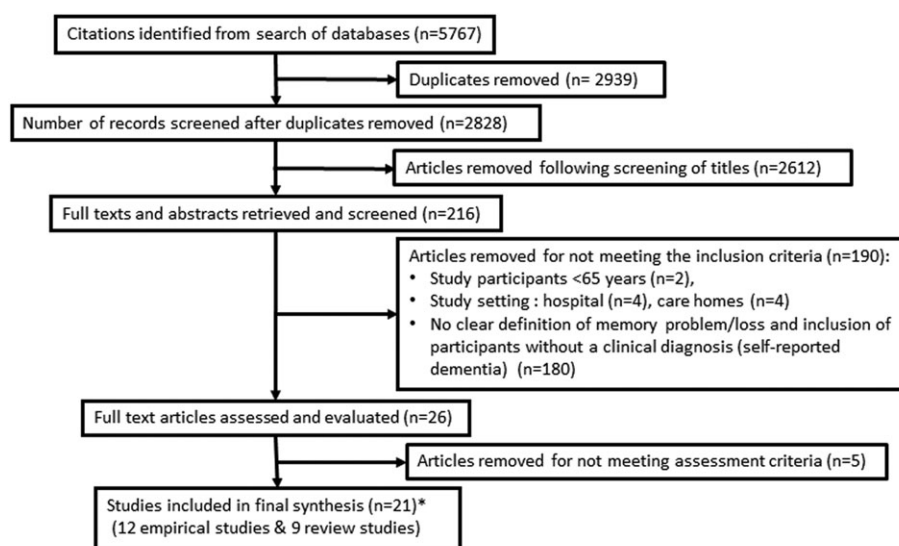 Citations identified from search of databases (n=5767)
Duplicates removed (n= 2939)
Number of records screened after duplicates removed (n=2828)
Articles removed following screening of titles (n=2612)
Full texts and abstracts retrieved and screened (n=216)
Articles removed for not meeting the inclusion criteria (n=190):
• Study participants <65 years (n=2),
• Study setting : hospital (n=4), care homes (n=4)
• No clear definition of memory problem/loss and inclusion of
participants without a clinical diagnosis (self-reported
dementia) (n=180)
Full text articles assessed and evaluated (n=26)
Articles removed for not meeting assessment criteria (n=5)
Studies included in final synthesis (n=21)*
(12 empirical studies & 9 review studies)